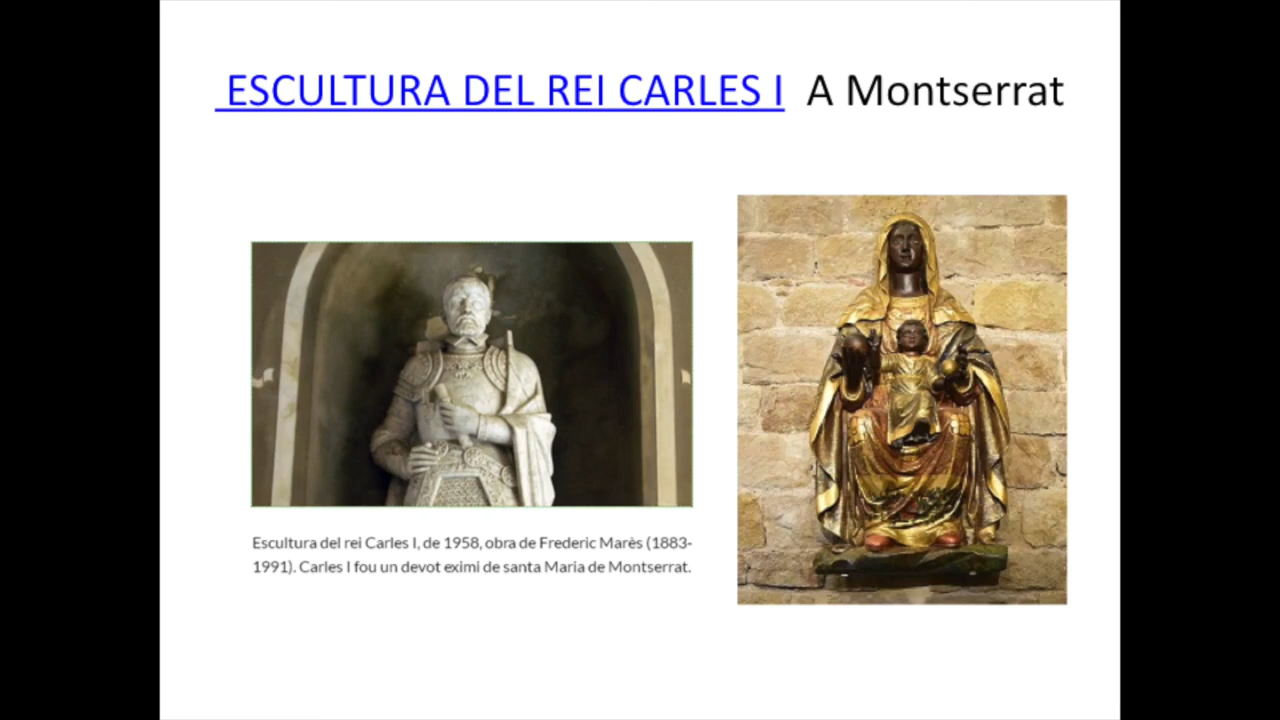 ESCULTURA DEL REI CARLES I A Montserrat
Escultura del rei Carles I, de 1958, obra de Frederic Marès (1883-
1991). Carles I fou un devot eximi de santa Maria de Montserrat.